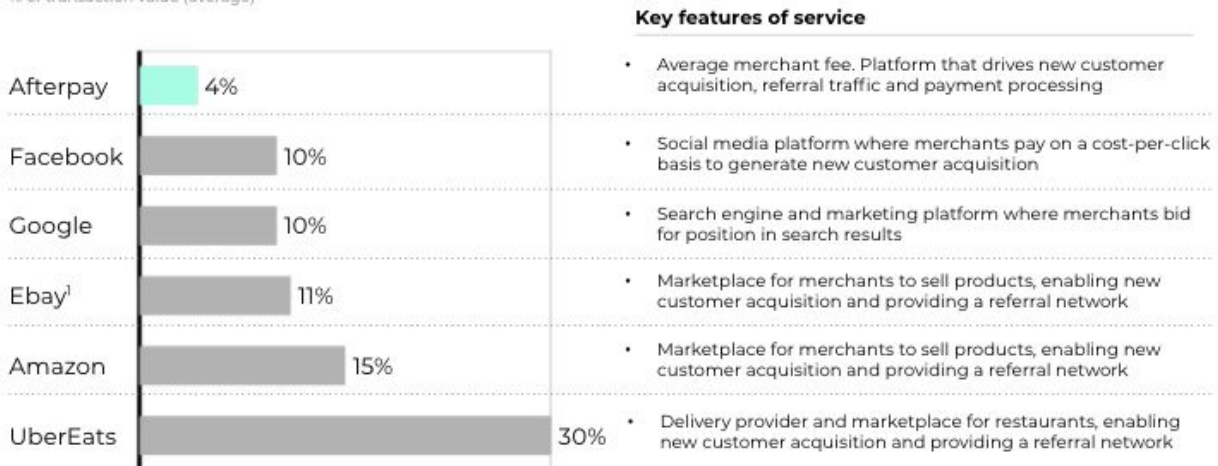 % of transaction value (average)
Key features of service
Afterpay
4%
• Average merchant fee. Platform that drives new customer
acquisition, referral traffic and payment processing
Facebook
10%
• Social media platform where merchants pay on a cost-per-click
basis to generate new customer acquisition
Google
10%
• Search engine and marketing platform where merchants bid
for position in search results
Ebay¹
11%
• Marketplace for merchants to sell products, enabling new
customer acquisition and providing a referral network
Amazon
15%
• Marketplace for merchants to sell products, enabling new
customer acquisition and providing a referral network
UberEats
30%
• Delivery provider and marketplace for restaurants, enabling
new customer acquisition and providing a referral network